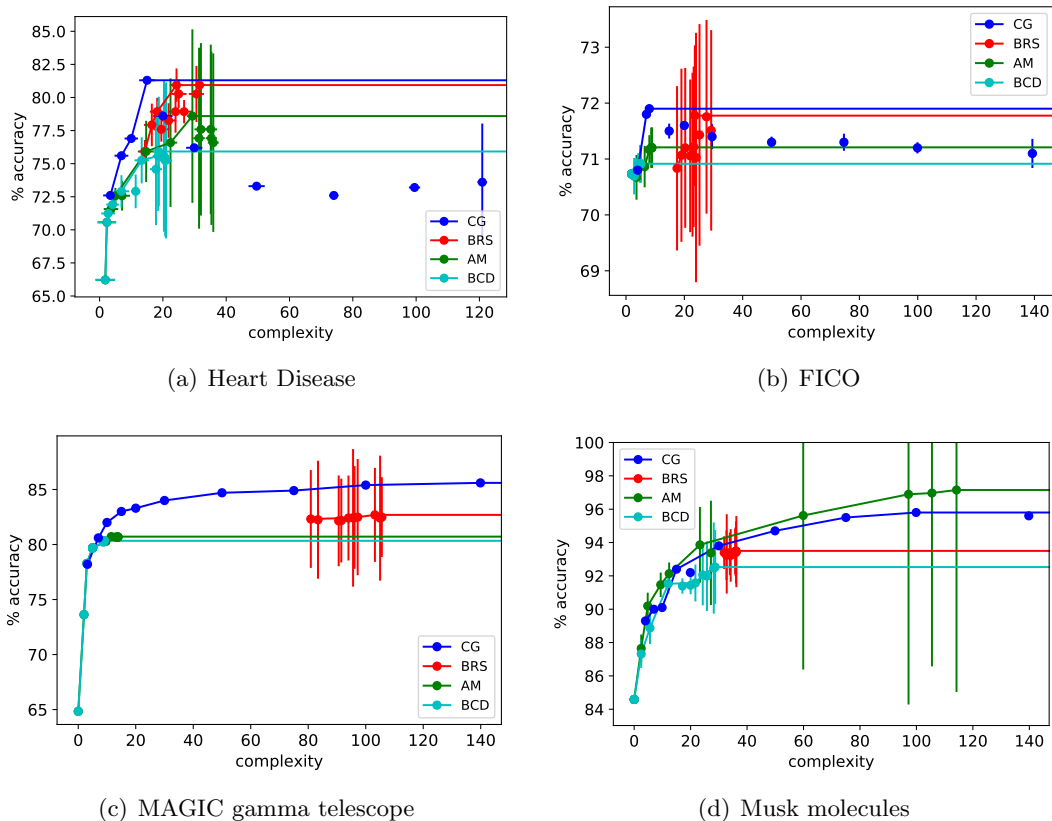 85.0
82.5
80.0
77.5
75.0
72.5
70.0
67.5
65.0
% accuracy
0 20 40 60 80 100 120
complexity
CG
BRS
AM
BCD
(a) Heart Disease
73
72
71
70
69
% accuracy
0 20 40 60 80 100 120 140
complexity
CG
BRS
AM
BCD
(b) FICO
85
80
75
70
65
% accuracy
0 20 40 60 80 100 120 140
complexity
CG
BRS
AM
BCD
(c) MAGIC gamma telescope
100
98
96
94
92
90
88
86
84
% accuracy
0 20 40 60 80 100 120 140
complexity
CG
BRS
AM
BCD
(d) Musk molecules